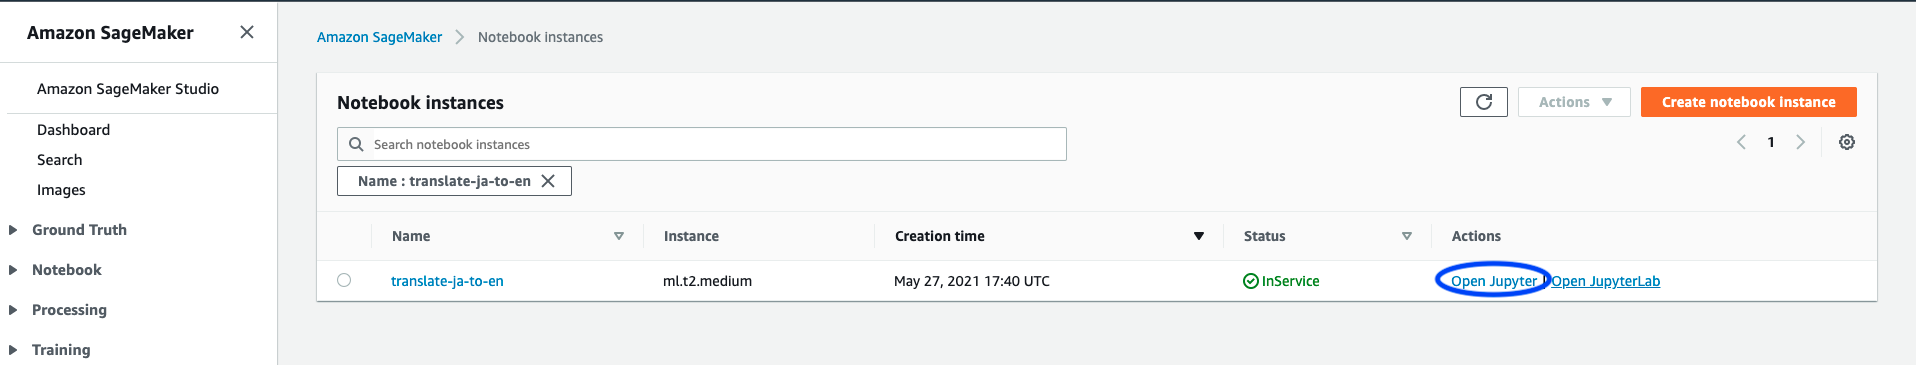 Amazon SageMaker
Amazon SageMaker Studio
Dashboard
Search
Images
Ground Truth
Notebook
Processing
Training
Amazon SageMaker > Notebook instances
Notebook instances
Actions
Create notebook instance
Search notebook instances
1
Name : translate-ja-to-en
Name Instance Creation time Status Actions
translate-ja-to-en ml.t2.medium May 27, 2021 17:40 UTC InService Open Jupyter | Open JupyterLab